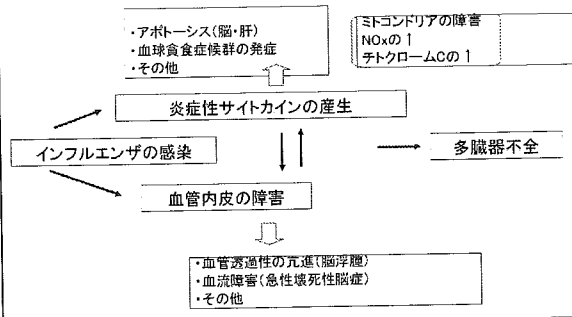 ・アポトーシス(脳・肝)
・血球貪食症候群の発症
・その他
ミトコンドリアの障害
NOxの↑
チトクロームCの↑
炎症性サイトカインの産生
インフルエンザの感染
多臓器不全
血管内皮の障害
・血管透過性の亢進(脳浮腫)
・血流障害(急性壊死性脳症)
・その他